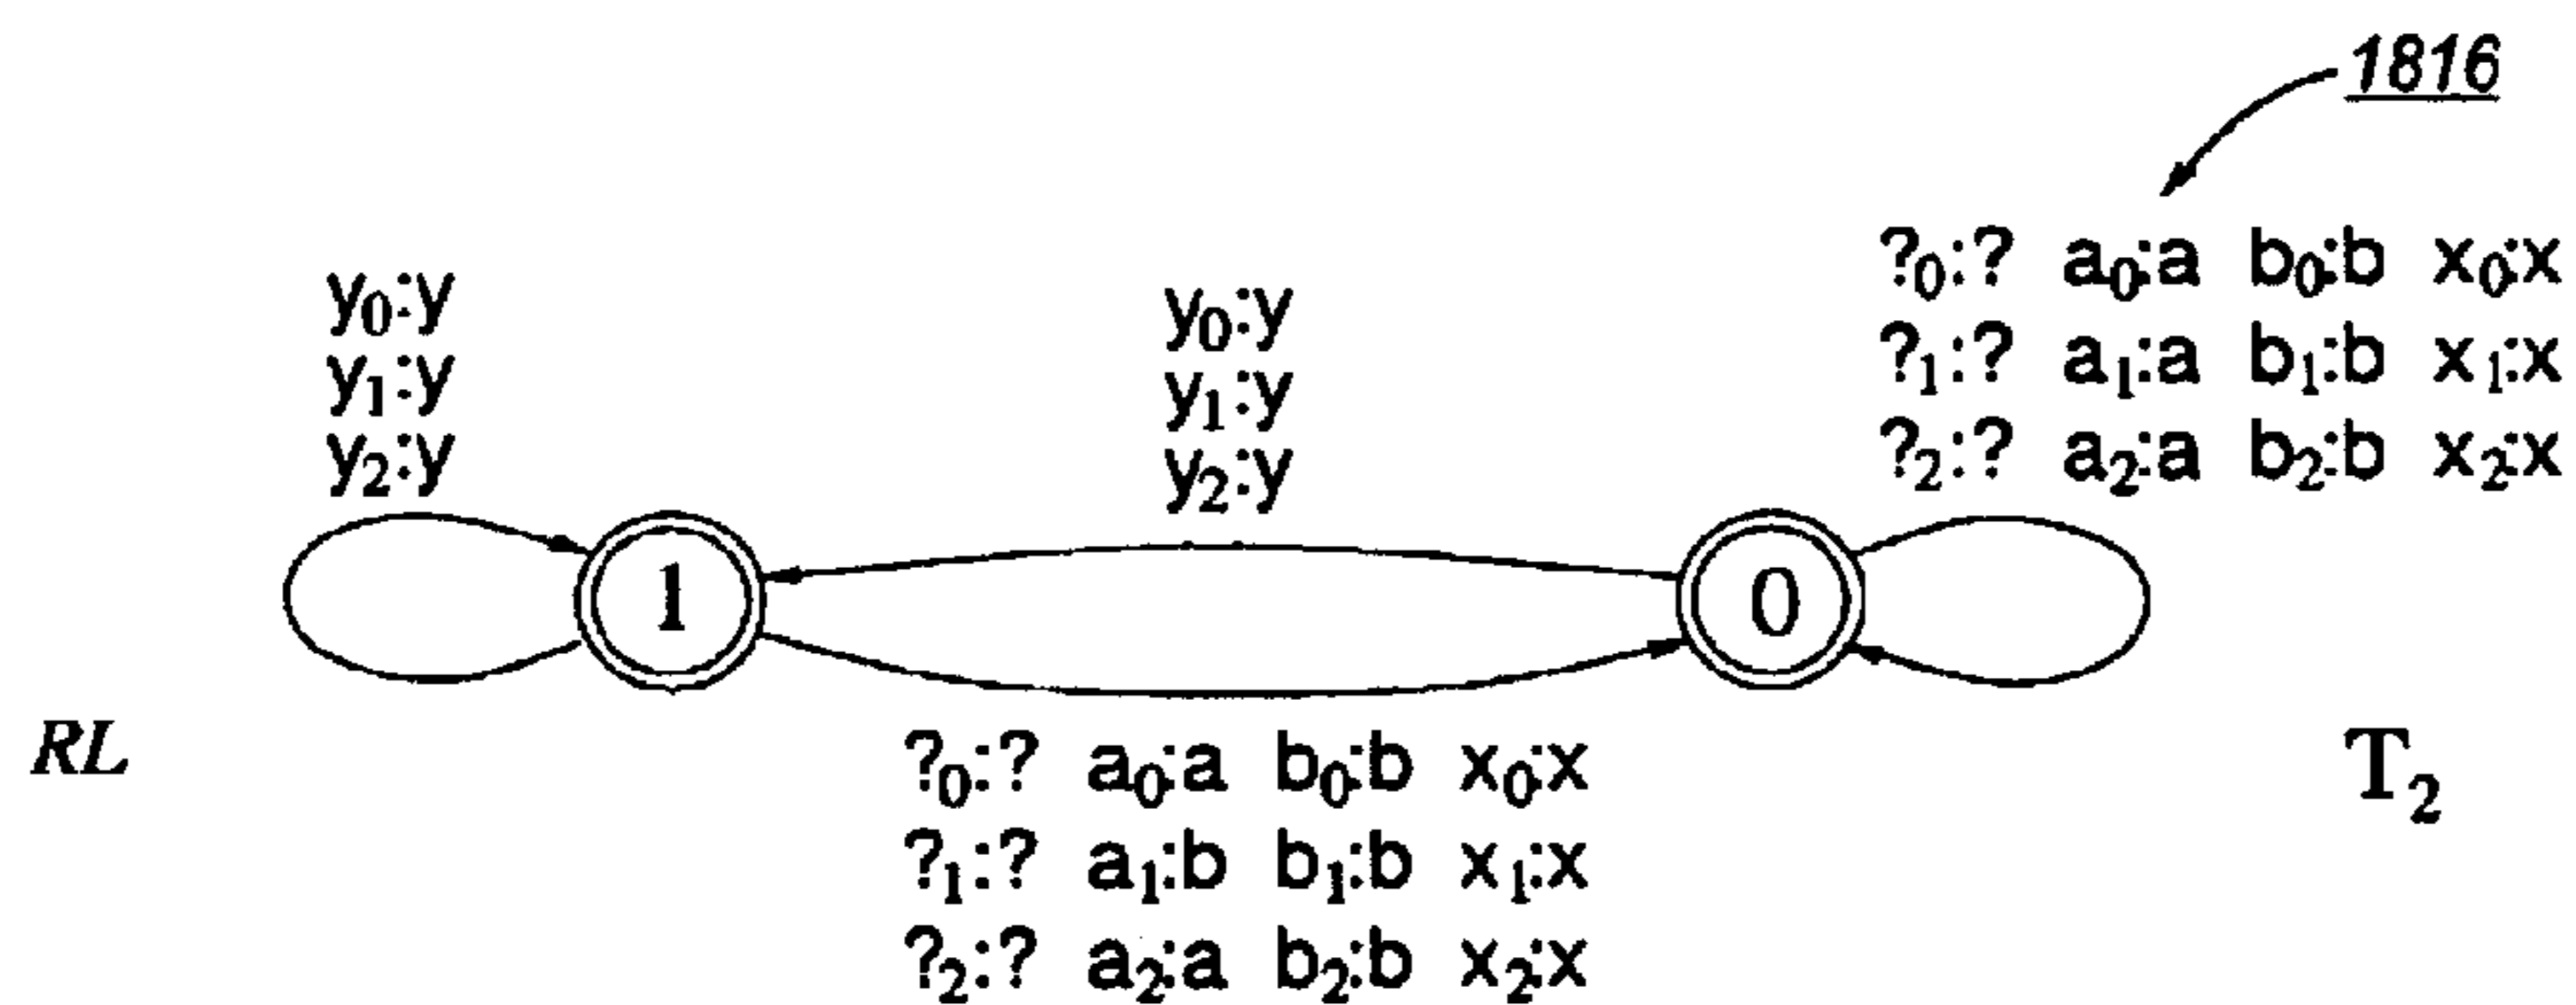 1816
?₀:? a₀:a b₀:b x₀:x
?₁:? a₁:a b₁:b x₁:x
?₂:? a₂:a b₂:b x₂:x
y₀:y
y₁:y
y₂:y
y₀:y
y₁:y
y₂:y
1
0
RL
?₀:? a₀:a b₀:b x₀:x
?₁:? a₁:b b₁:b x₁:x
?₂:? a₂:a b₂:b x₂:x
T₂